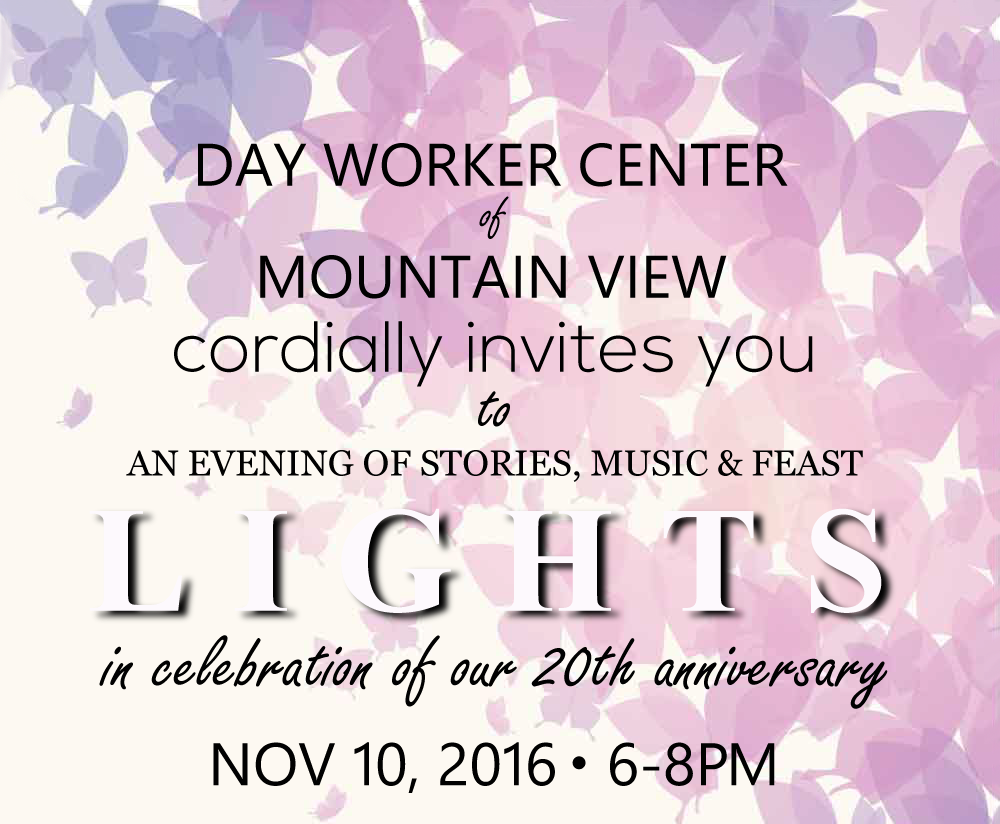 DAY WORKER CENTER
of
MOUNTAIN VIEW
cordially invites you
to
AN EVENING OF STORIES, MUSIC & FEAST
LIGHTS
in celebration of our 20th anniversary
NOV 10, 2016 • 6-8PM